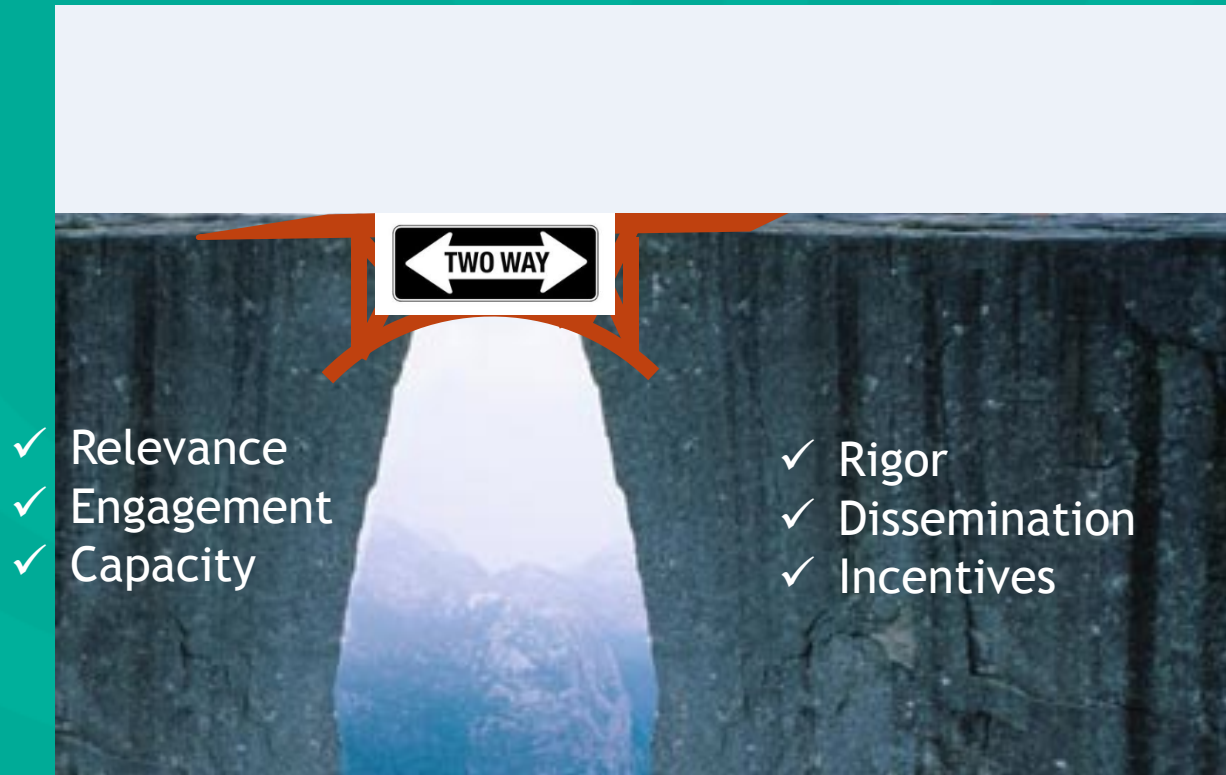 TWO WAY
✓ Relevance
✓ Engagement
✓ Capacity
✓ Rigor
✓ Dissemination
✓ Incentives